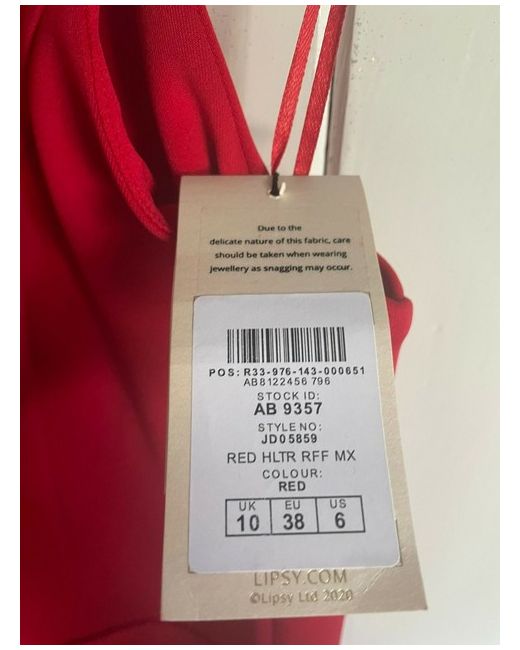 Due to the
delicate nature of this fabric, care
should be taken when wearing
jewellery as snagging may occur.
POS: R33-976-143-000651
AB8122456 796
STOCK ID:
AB 9357
STYLE NO:
JD05859
RED HLTR RFF MX
COLOUR:
RED
UK EU US
10 38 6
LIPSY.COM
©Lipsy Ltd 2020